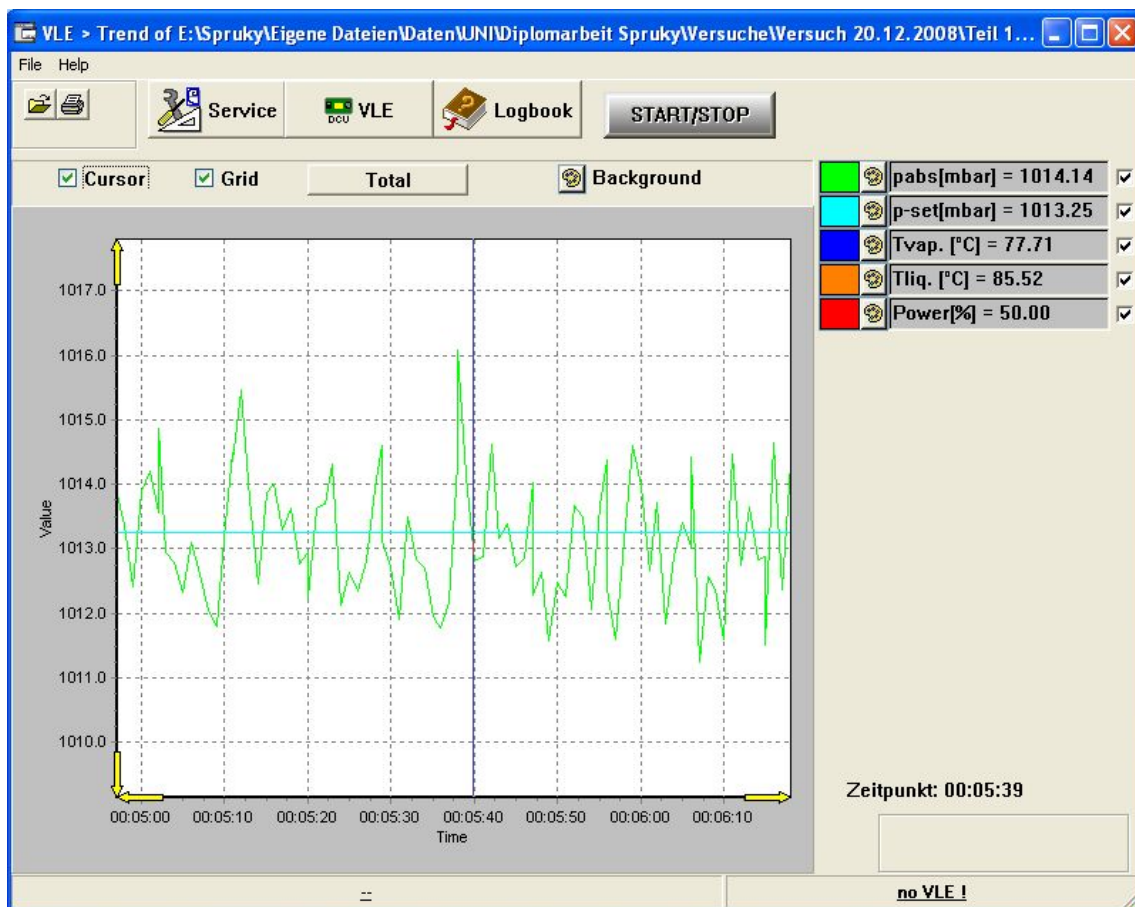 VLE > Trend of E:\Spruky\Eigene Dateien\Daten\UNI\Diplomarbeit Spruky\Versuche\Versuch 20.12.2008\Teil 1...
File Help
Service
DCU
VLE
?
Logbook
START/STOP
Cursor
Grid
Total
Background
pabs[mbar] = 1014.14
p-set[mbar] = 1013.25
Tvap. [°C] = 77.71
Tliq. [°C] = 85.52
Power[%] = 50.00
Value
1017.0
1016.0
1015.0
1014.0
1013.0
1012.0
1011.0
1010.0
00:05:00 00:05:10 00:05:20 00:05:30 00:05:40 00:05:50 00:06:00 00:06:10
Time
Zeitpunkt: 00:05:39
--
no VLE !